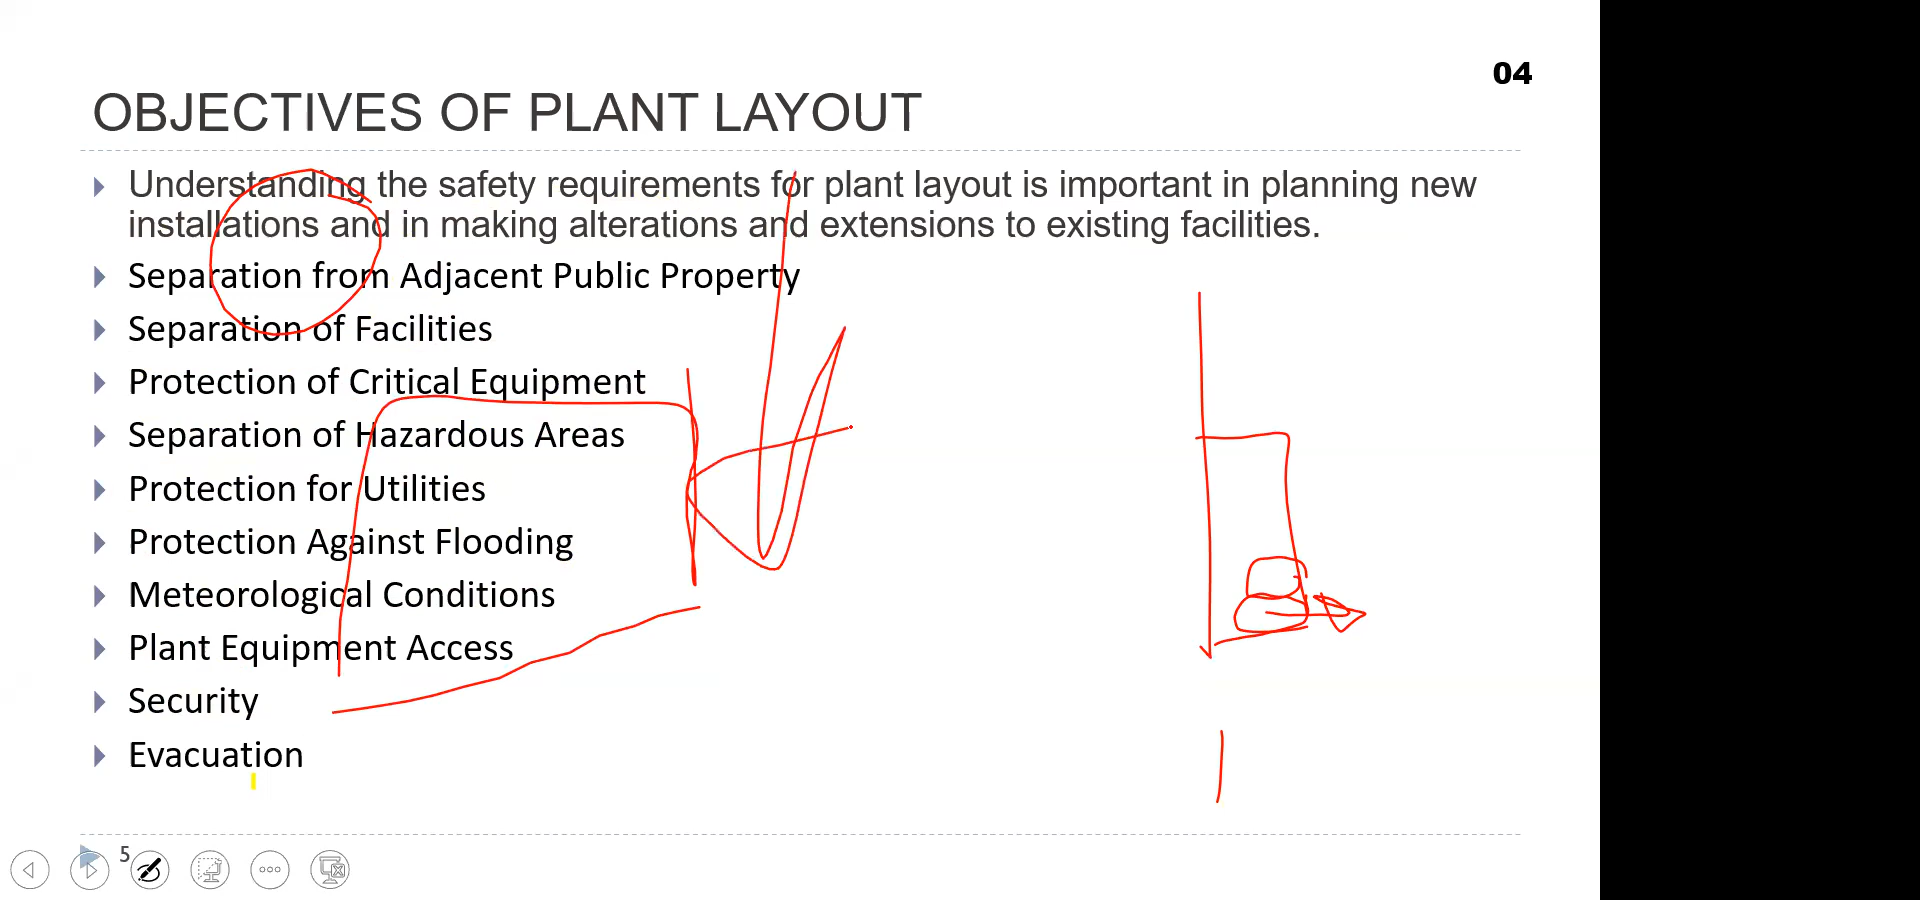 04
OBJECTIVES OF PLANT LAYOUT
Understanding the safety requirements for plant layout is important in planning new
installations and in making alterations and extensions to existing facilities.
Separation from Adjacent Public Property
Separation of Facilities
Protection of Critical Equipment
Separation of Hazardous Areas
Protection for Utilities
Protection Against Flooding
Meteorological Conditions
Plant Equipment Access
Security
Evacuation
5